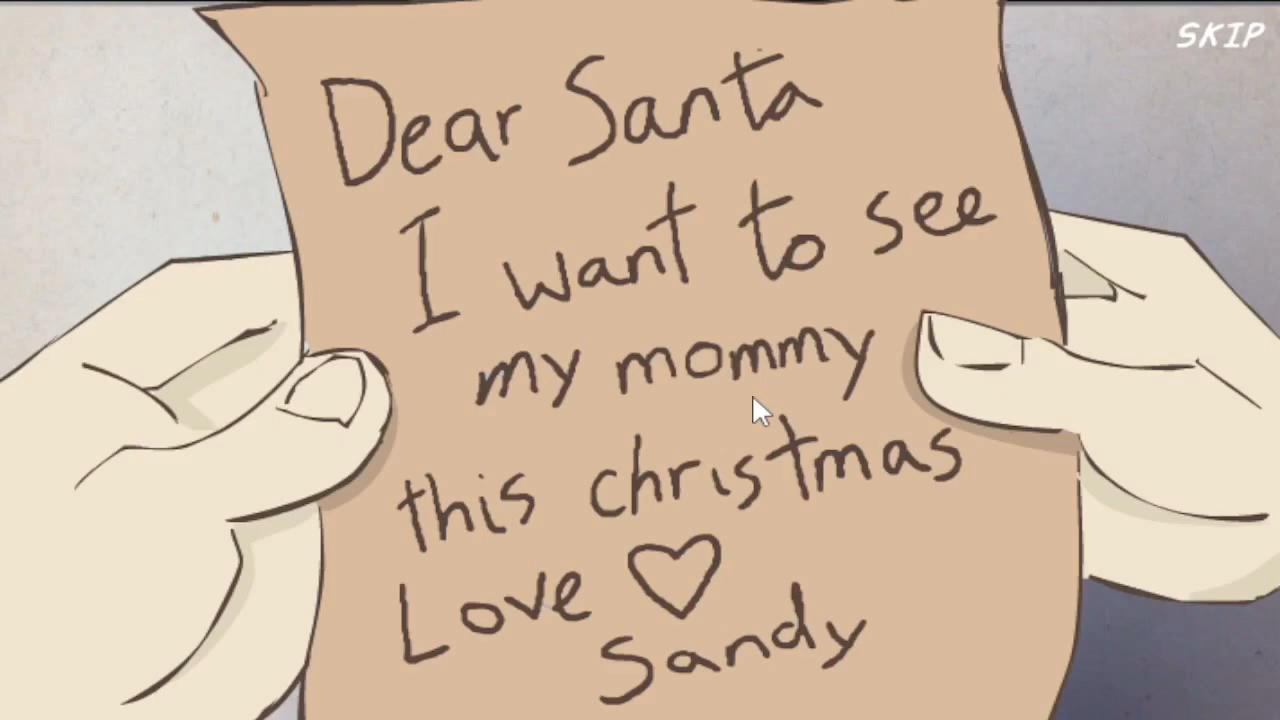 SKIP
Dear Santa
I want to see
my mommy
this christmas
Love ♡
Sandy